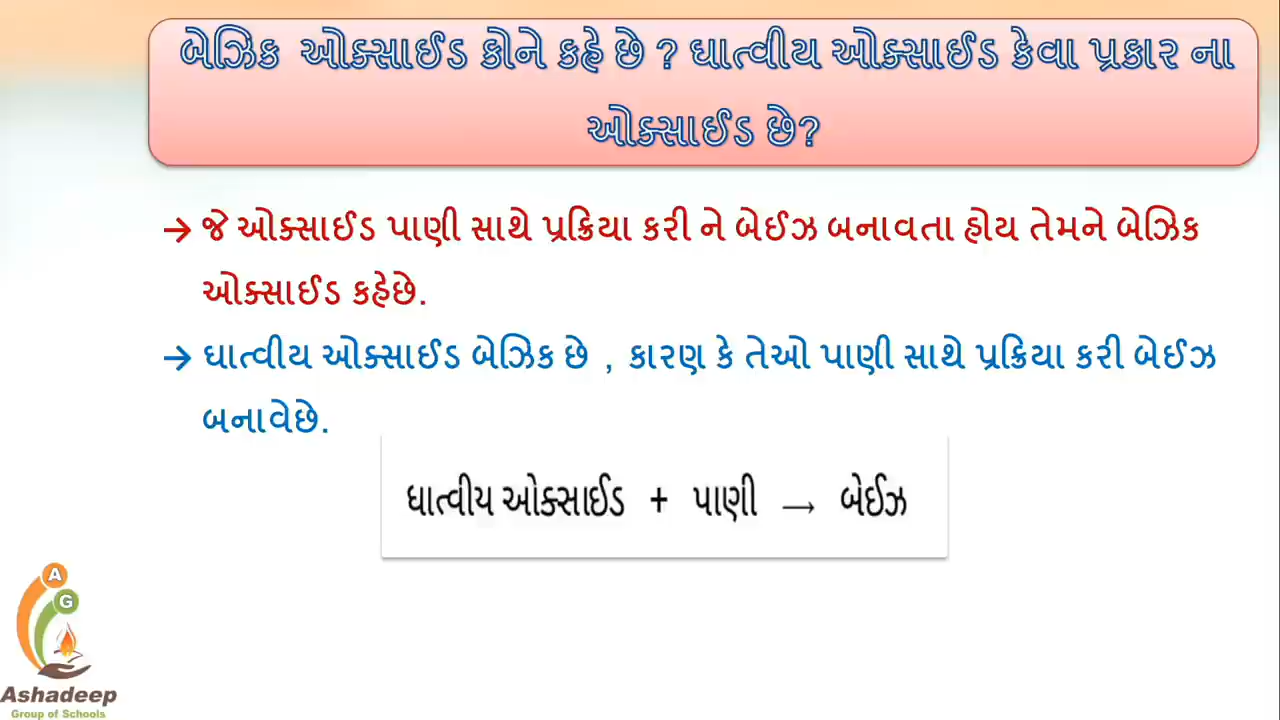 બેઝિક ઓક્સાઈડ કોને કહે છે ? ઘાત્વીય ઓક્સાઈડ કેવા પ્રકાર ના
ઓક્સાઈડ છે?
→ જે ઓક્સાઈડ પાણી સાથે પ્રક્રિયા કરી ને બેઈઝ બનાવતા હોય તેમને બેઝિક
ઓક્સાઈડ કહેછે.
→ ઘાત્વીય ઓક્સાઈડ બેઝિક છે , કારણ કે તેઓ પાણી સાથે પ્રક્રિયા કરી બેઈઝ
બનાવેછે.
ધાત્વીય ઓક્સાઈડ + પાણી → બેઈઝ
A
G
Ashadeep
Group of Schools